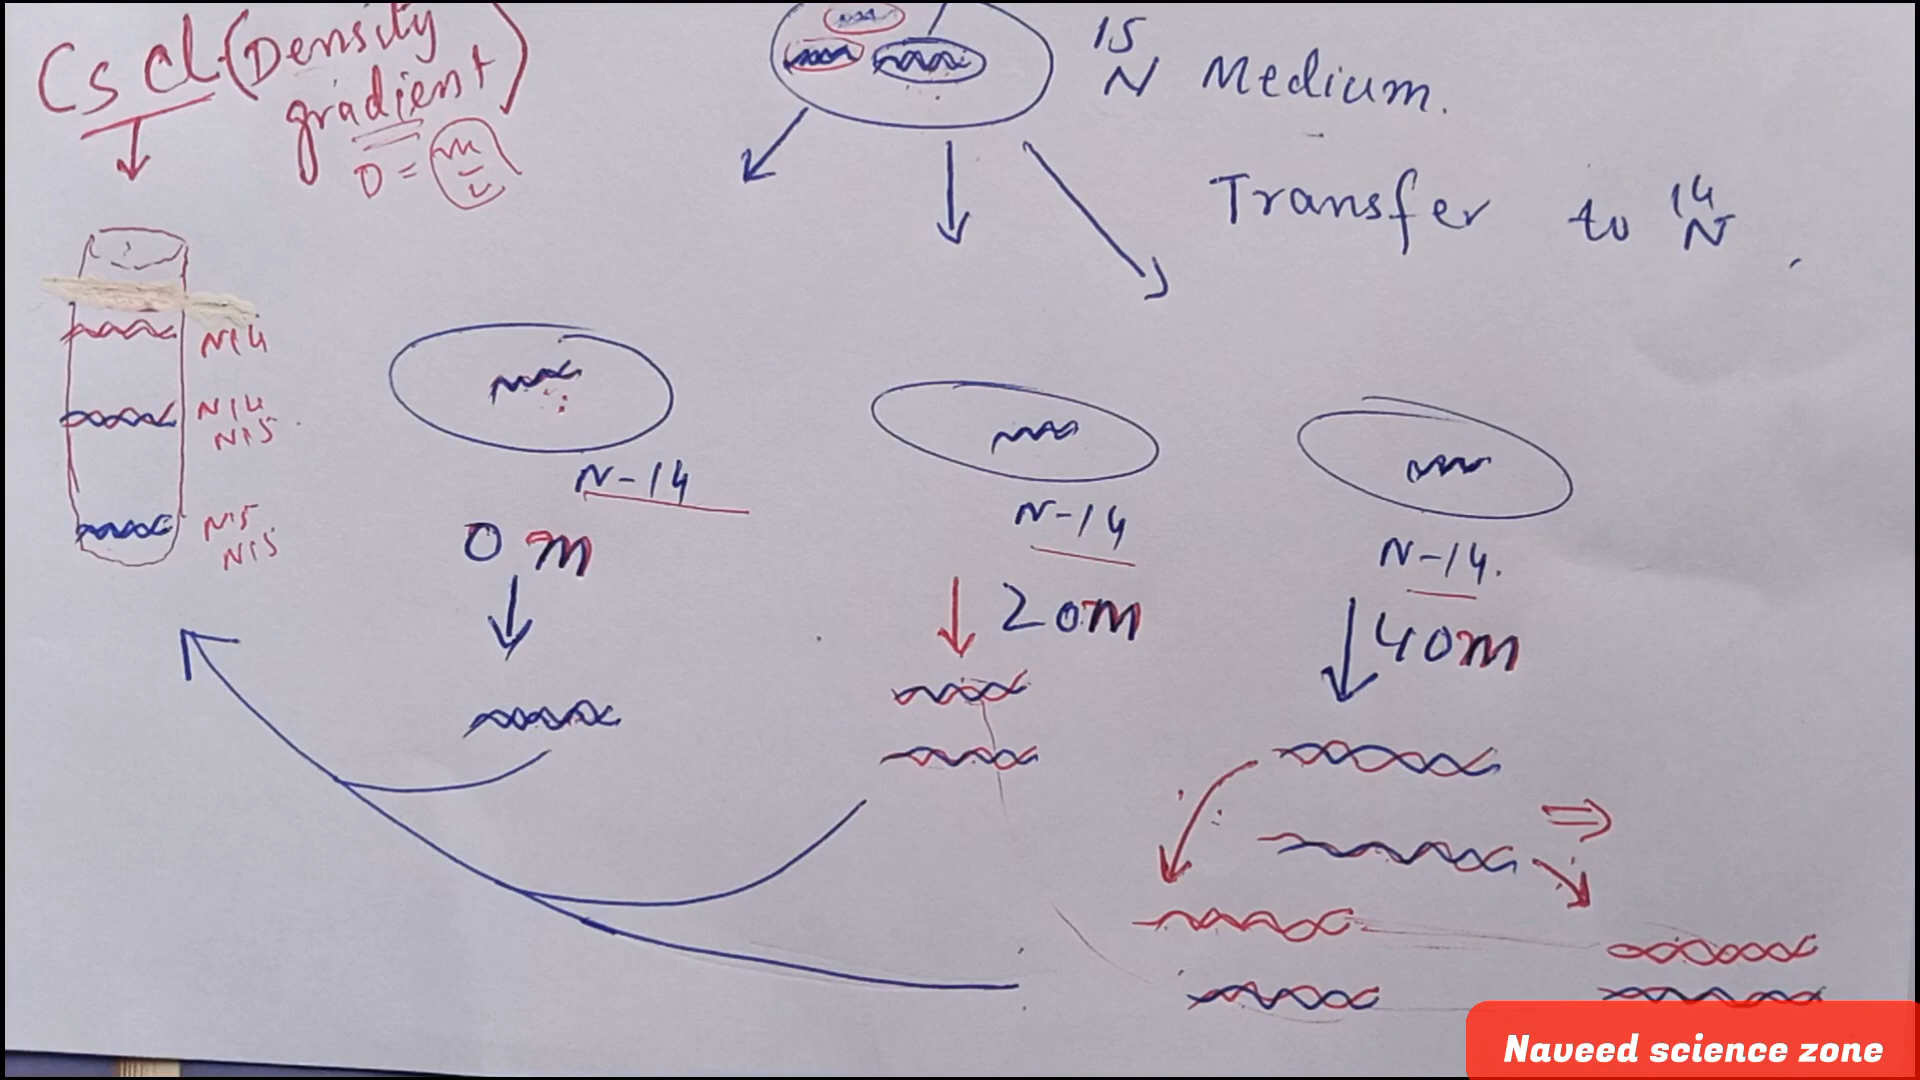 CsCl (Density
gradient)
D = m/v
15
N Medium.
Transfer to 14
N
N14
N14
N15
N15
N15
N-14
0 m
N-14
20m
N-14.
40m
Naveed science zone